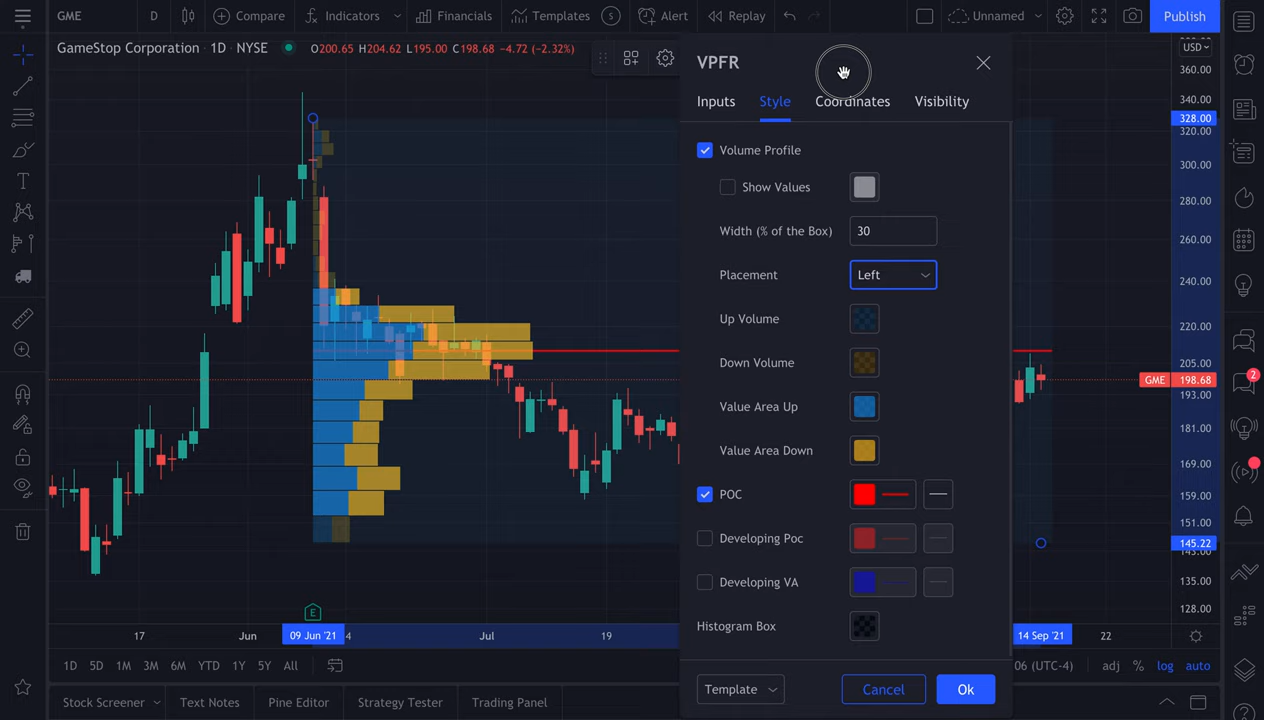 GME D Compare Indicators Financials Templates S Alert Replay Unnamed Publish
GameStop Corporation · 1D · NYSE O200.65 H204.62 L195.00 C198.68 -4.72 (-2.32%)
USD
360.00
340.00
328.00
320.00
300.00
280.00
260.00
240.00
220.00
205.00
GME 198.68
193.00
181.00
169.00
159.00
151.00
145.22
135.00
128.00
VPFR
Inputs Style Coordinates Visibility
Volume Profile
Show Values
Width (% of the Box) 30
Placement Left
Up Volume
Down Volume
Value Area Up
Value Area Down
POC
Developing Poc
Developing VA
Histogram Box
Template Cancel Ok
E
17 Jun 09 Jun '21 4 Jul 19 14 Sep '21 22
1D 5D 1M 3M 6M YTD 1Y 5Y All 06 (UTC-4) adj % log auto
Stock Screener Text Notes Pine Editor Strategy Tester Trading Panel
2